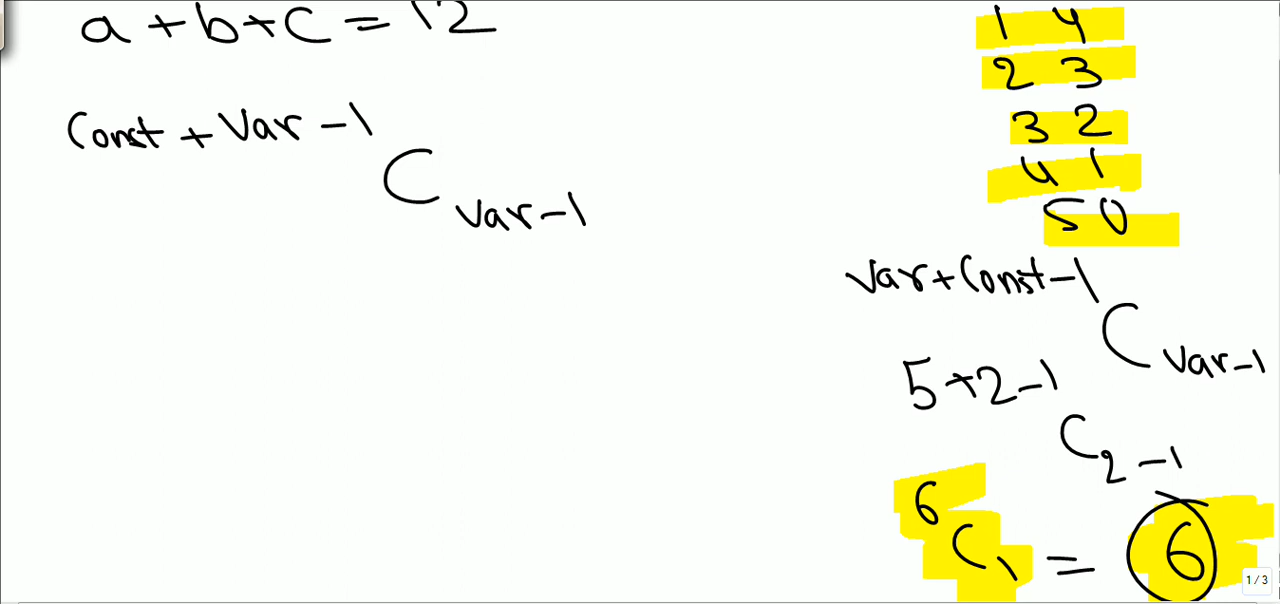 a + b + c = 12
Const + Var - 1
C
Var - 1
1 4
2 3
3 2
4 1
5 0
Var + Const - 1
C
Var - 1
5 + 2 - 1
C
2 - 1
6
C 1 = 6
1 / 3